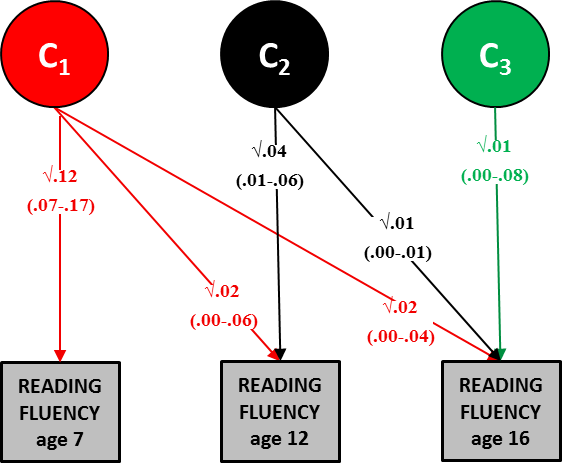 C₁ C₂ C₃
√.12
(.07-.17)
√.04
(.01-.06)
√.01
(.00-.08)
√.01
(.00-.01)
√.02
(.00-.06)
√.02
(.00-.04)
READING
FLUENCY
age 7
READING
FLUENCY
age 12
READING
FLUENCY
age 16